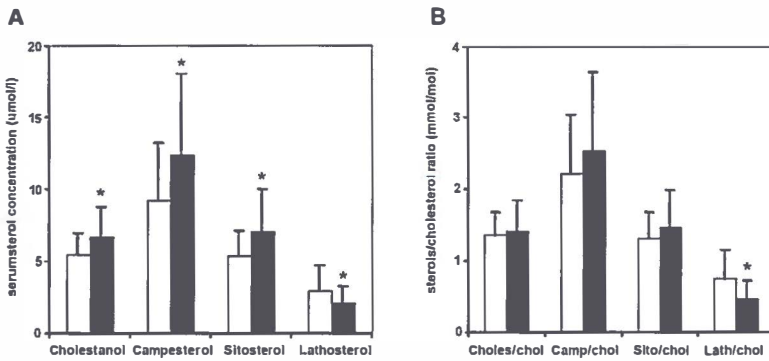 A
B
serumsterol concentration (umol/l)
20
15
10
5
0
*
*
*
*
Cholestanol Campesterol Sitosterol Lathosterol
sterols/cholesterol ratio (mmol/mol)
4
3
2
1
0
*
Choles/chol Camp/chol Sito/chol Lath/chol